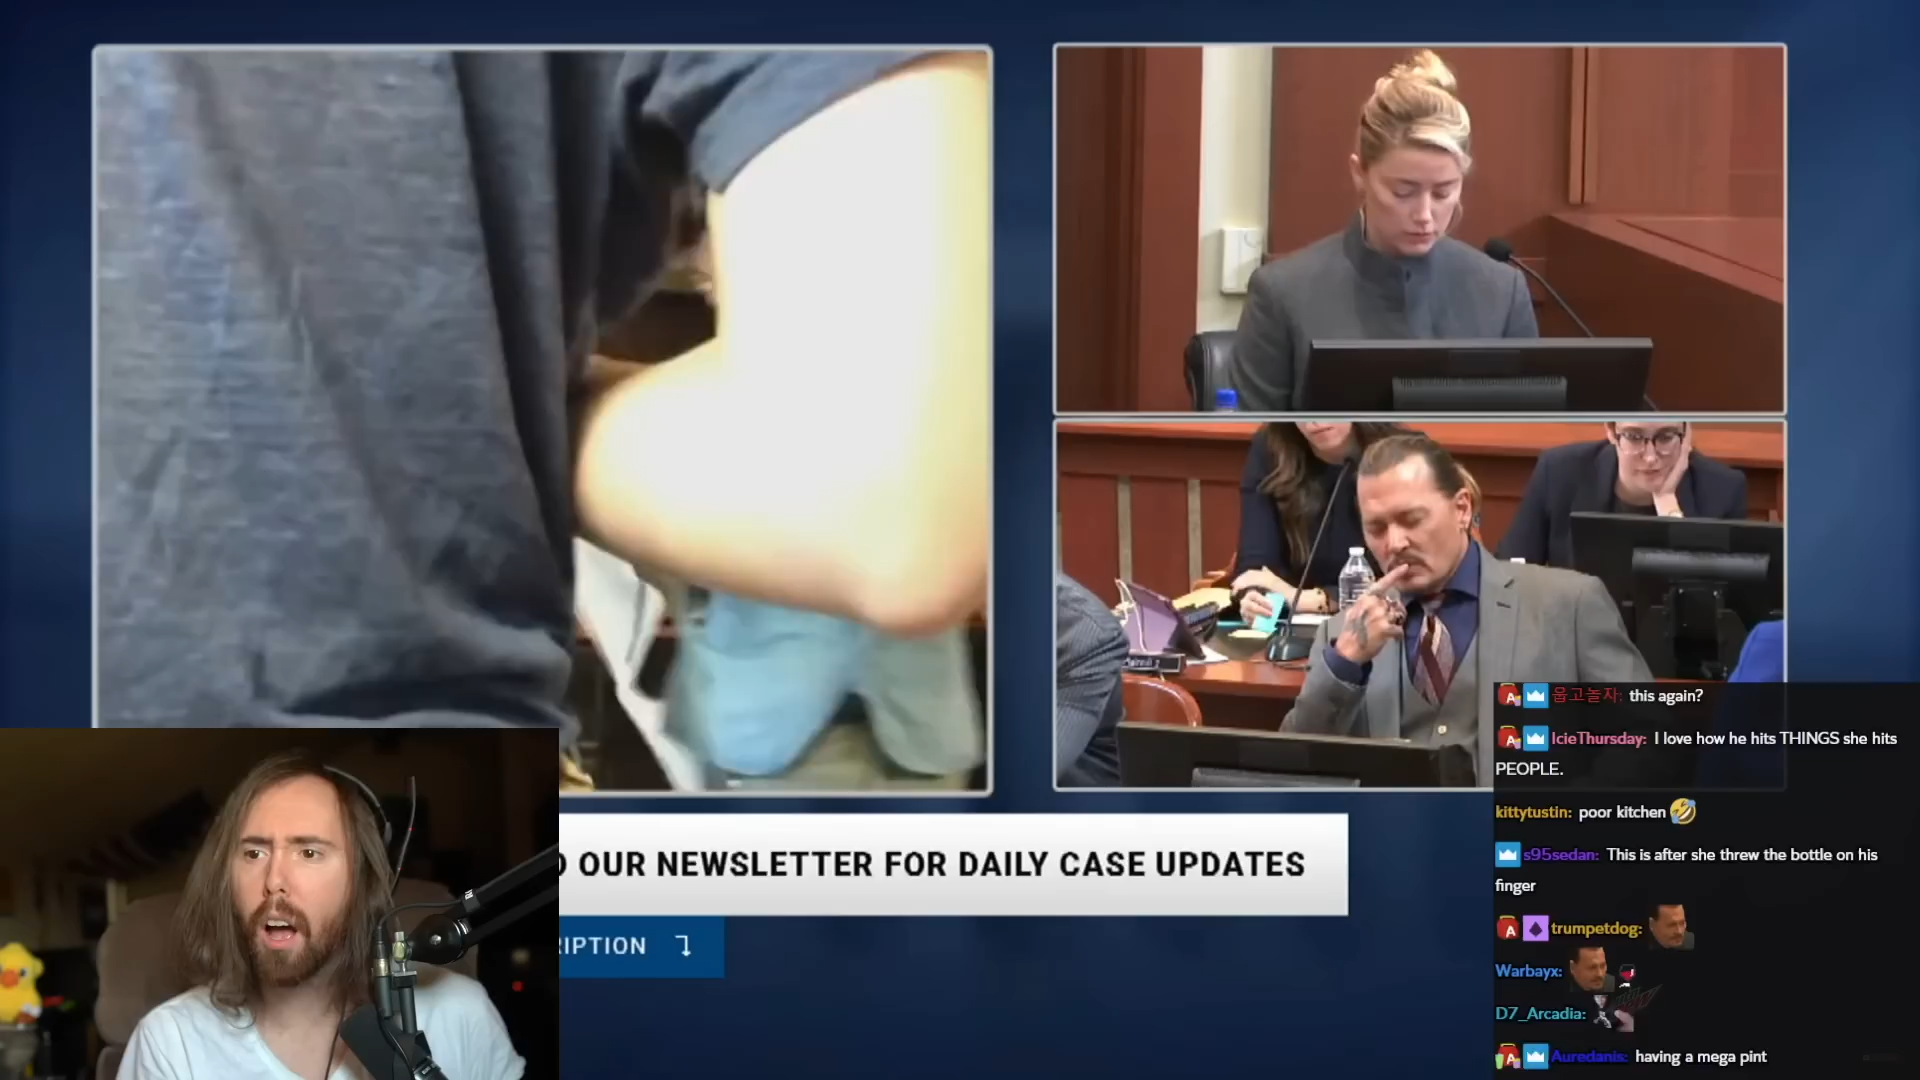 OUR NEWSLETTER FOR DAILY CASE UPDATES
RIPTION
웁고놀자: this again?
IcieThursday: I love how he hits THINGS she hits
PEOPLE.
kittytustin: poor kitchen 🤣
s95sedan: This is after she threw the bottle on his
finger
trumpetdog:
Warbayx:
D7_Arcadia:
Auredanis: having a mega pint